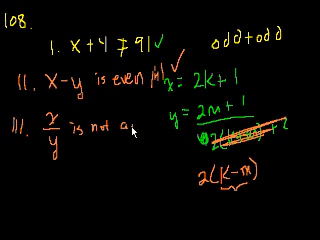 108.
I. x+y ≠ 91 ✓ odd+odd
II. x-y is even ✓
x = 2k+1
y = 2m+1
III. x/y is not a
2(k-m)